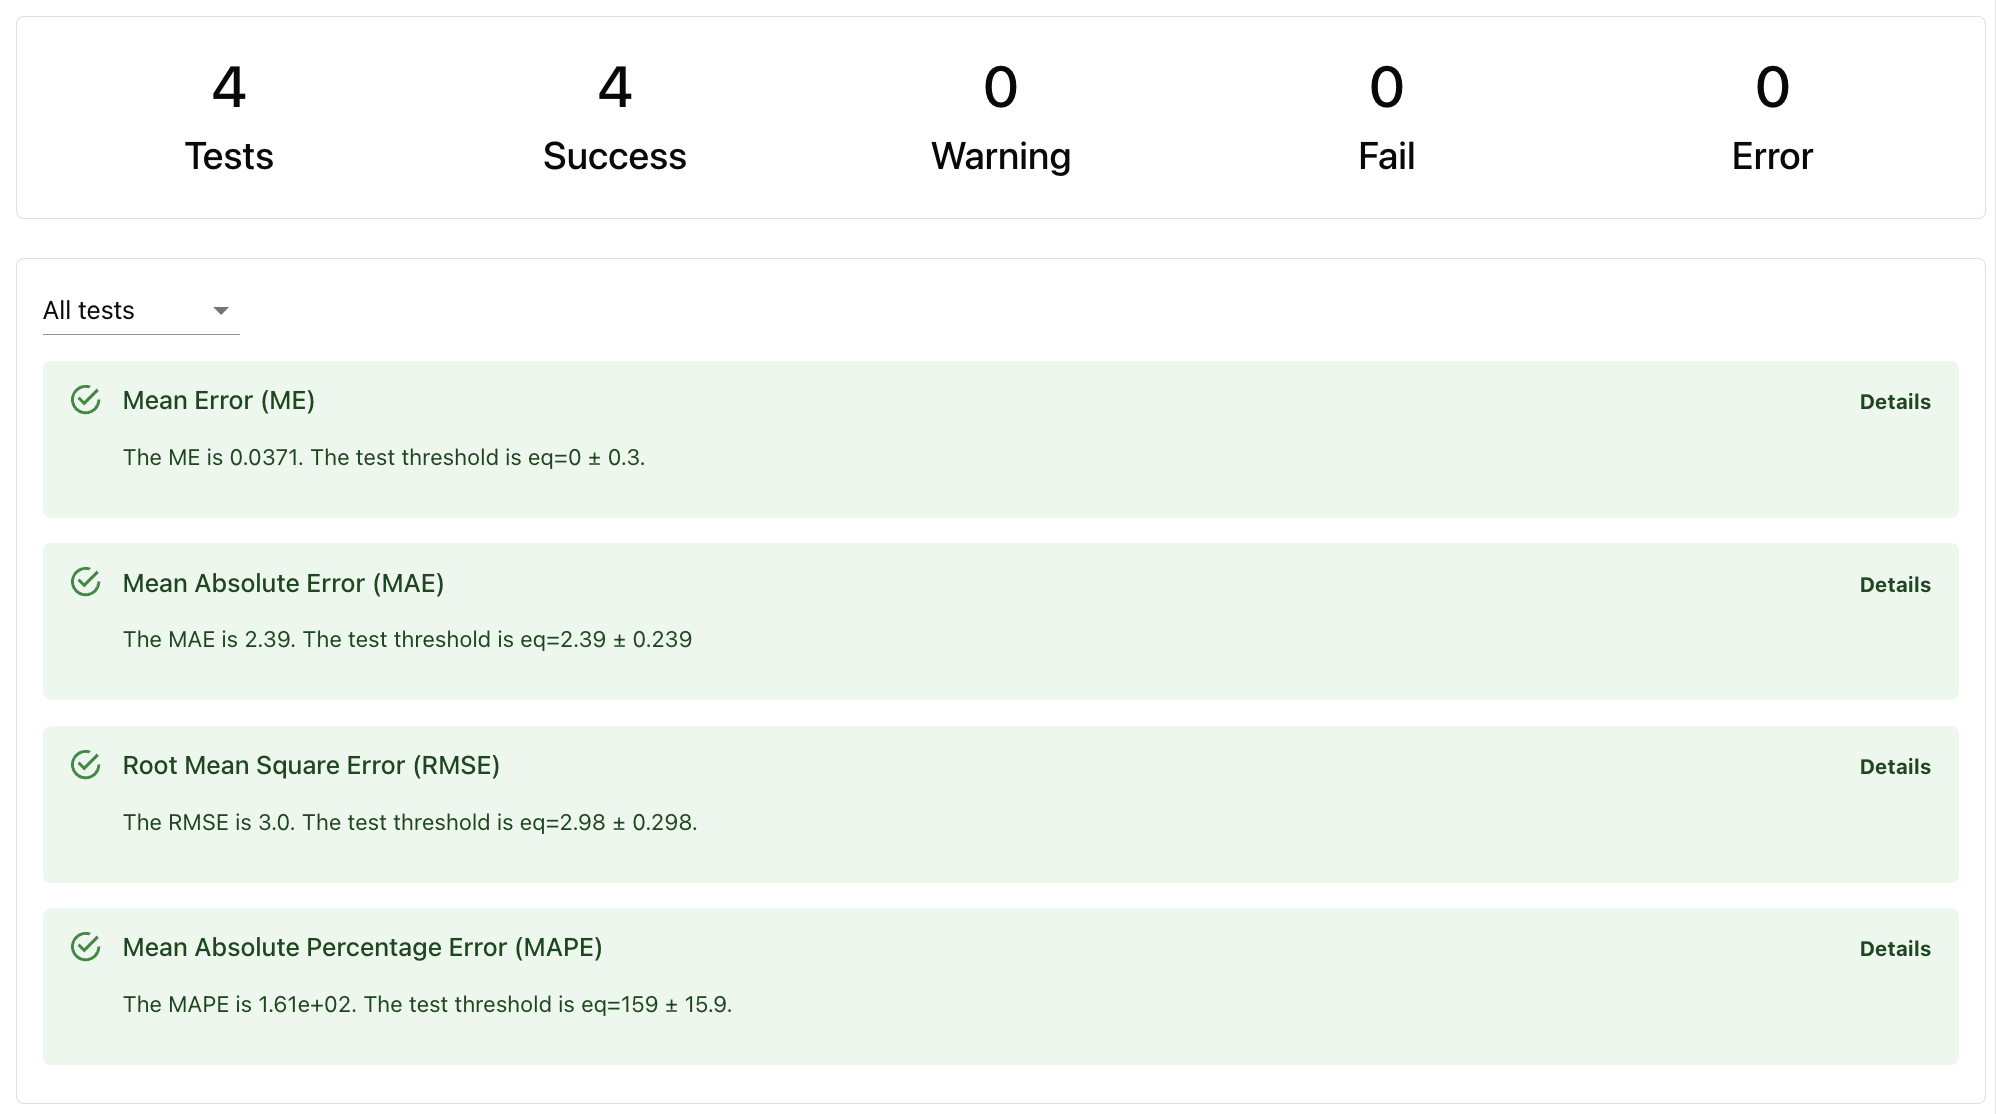 4 4 0 0 0
Tests Success Warning Fail Error
All tests
Mean Error (ME) Details
The ME is 0.0371. The test threshold is eq=0 ± 0.3.
Mean Absolute Error (MAE) Details
The MAE is 2.39. The test threshold is eq=2.39 ± 0.239
Root Mean Square Error (RMSE) Details
The RMSE is 3.0. The test threshold is eq=2.98 ± 0.298.
Mean Absolute Percentage Error (MAPE) Details
The MAPE is 1.61e+02. The test threshold is eq=159 ± 15.9.